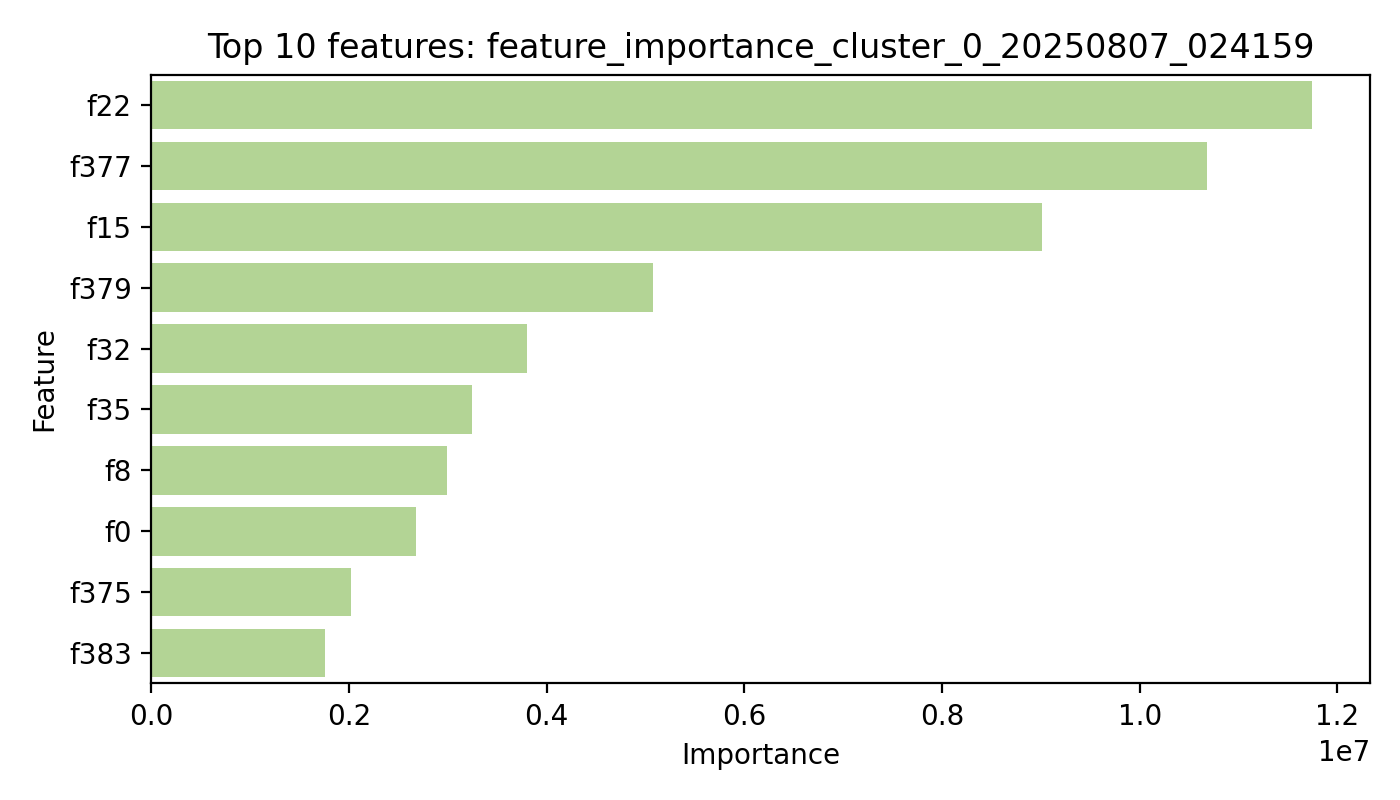 Top 10 features: feature_importance_cluster_0_20250807_024159
f22
f377
f15
f379
f32
f35
f8
f0
f375
f383
Feature
0.0 0.2 0.4 0.6 0.8 1.0 1.2
1e7
Importance